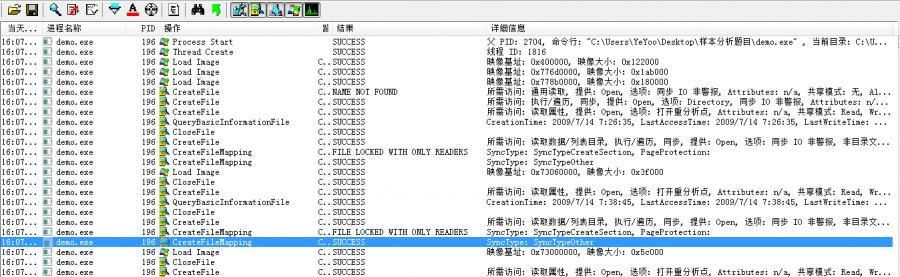 当天... 进程名称 PID 操作 路 结果 详细信息
16:07... demo.exe 196 Process Start SUCCESS 父 PID: 2704, 命令行: "C:\Users\YeYoo\Desktop\样本分析题目\demo.exe" , 当前目录: C:\U...
16:07... demo.exe 196 Thread Create SUCCESS 线程 ID: 1816
16:07... demo.exe 196 Load Image C..SUCCESS 映像基址: 0x400000, 映像大小: 0x122000
16:07... demo.exe 196 Load Image C..SUCCESS 映像基址: 0x776d0000, 映像大小: 0x1ab000
16:07... demo.exe 196 Load Image C..SUCCESS 映像基址: 0x778b0000, 映像大小: 0x180000
16:07... demo.exe 196 CreateFile C..NAME NOT FOUND 所需访问: 通用读取, 提供: Open, 选项: 同步 IO 非警报, Attributes: n/a, 共享模式: 无, Al...
16:07... demo.exe 196 CreateFile C..SUCCESS 所需访问: 执行/遍历, 同步, 提供: Open, 选项: Directory, 同步 IO 非警报, Attributes: n/...
16:07... demo.exe 196 CreateFile C..SUCCESS 所需访问: 读取属性, 提供: Open, 选项: 打开重分析点, Attributes: n/a, 共享模式: Read, Wr...
16:07... demo.exe 196 QueryBasicInformationFile C..SUCCESS CreationTime: 2009/7/14 7:26:35, LastAccessTime: 2009/7/14 7:26:35, LastWriteTime: ...
16:07... demo.exe 196 CloseFile C..SUCCESS
16:07... demo.exe 196 CreateFile C..SUCCESS 所需访问: 读取数据/列表目录, 执行/遍历, 同步, 提供: Open, 选项: 同步 IO 非警报, 非目录文...
16:07... demo.exe 196 CreateFileMapping C..FILE LOCKED WITH ONLY READERS SyncType: SyncTypeCreateSection, PageProtection:
16:07... demo.exe 196 CreateFileMapping C..SUCCESS SyncType: SyncTypeOther
16:07... demo.exe 196 Load Image C..SUCCESS 映像基址: 0x73060000, 映像大小: 0x3f000
16:07... demo.exe 196 CloseFile C..SUCCESS
16:07... demo.exe 196 CreateFile C..SUCCESS 所需访问: 读取属性, 提供: Open, 选项: 打开重分析点, Attributes: n/a, 共享模式: Read, Wr...
16:07... demo.exe 196 QueryBasicInformationFile C..SUCCESS CreationTime: 2009/7/14 7:38:45, LastAccessTime: 2009/7/14 7:38:45, LastWriteTime: ...
16:07... demo.exe 196 CloseFile C..SUCCESS
16:07... demo.exe 196 CreateFile C..SUCCESS 所需访问: 读取数据/列表目录, 执行/遍历, 同步, 提供: Open, 选项: 同步 IO 非警报, 非目录文...
16:07... demo.exe 196 CreateFileMapping C..FILE LOCKED WITH ONLY READERS SyncType: SyncTypeCreateSection, PageProtection:
16:07... demo.exe 196 CreateFileMapping C..SUCCESS SyncType: SyncTypeOther
16:07... demo.exe 196 Load Image C..SUCCESS 映像基址: 0x73000000, 映像大小: 0x5c000
16:07... demo.exe 196 CloseFile C..SUCCESS
16:07... demo.exe 196 CreateFile C..SUCCESS 所需访问: 读取属性, 提供: Open, 选项: 打开重分析点, Attributes: n/a, 共享模式: Read, Wr...